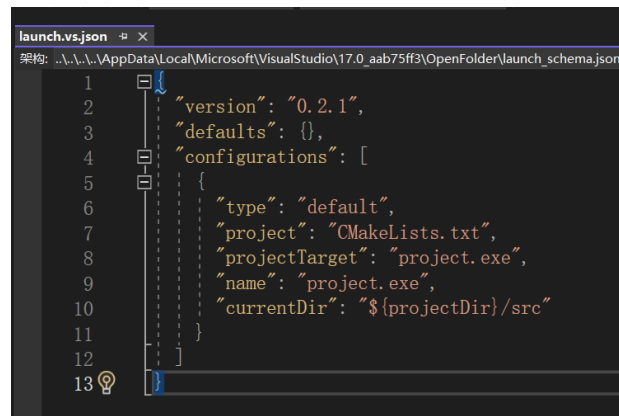 launch.vs.json
架构: ..\..\..\..\AppData\Local\Microsoft\VisualStudio\17.0_aab75ff3\OpenFolder\launch_schema.json
1 {
2 "version": "0.2.1",
3 "defaults": {},
4 "configurations": [
5 {
6 "type": "default",
7 "project": "CMakeLists.txt",
8 "projectTarget": "project.exe",
9 "name": "project.exe",
10 "currentDir": "${projectDir}/src"
11 }
12 ]
13 }